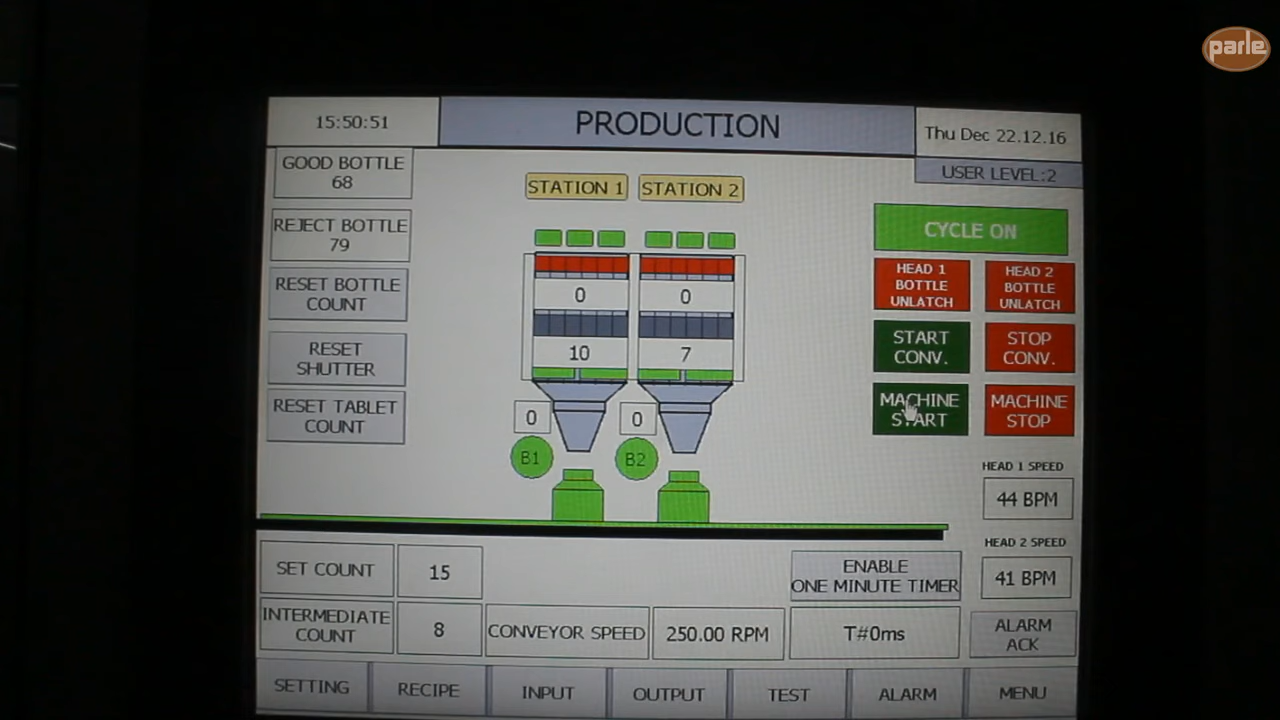 parle
15:50:51
PRODUCTION
Thu Dec 22.12.16
USER LEVEL:2
GOOD BOTTLE
68
REJECT BOTTLE
79
RESET BOTTLE
COUNT
RESET
SHUTTER
RESET TABLET
COUNT
STATION 1
STATION 2
0
0
10
7
0
0
B1
B2
CYCLE ON
HEAD 1
BOTTLE
UNLATCH
HEAD 2
BOTTLE
UNLATCH
START
CONV.
STOP
CONV.
MACHINE
START
MACHINE
STOP
HEAD 1 SPEED
44 BPM
HEAD 2 SPEED
41 BPM
SET COUNT
15
ENABLE
ONE MINUTE TIMER
INTERMEDIATE
COUNT
8
CONVEYOR SPEED
250.00 RPM
T#0ms
ALARM
ACK
SETTING
RECIPE
INPUT
OUTPUT
TEST
ALARM
MENU